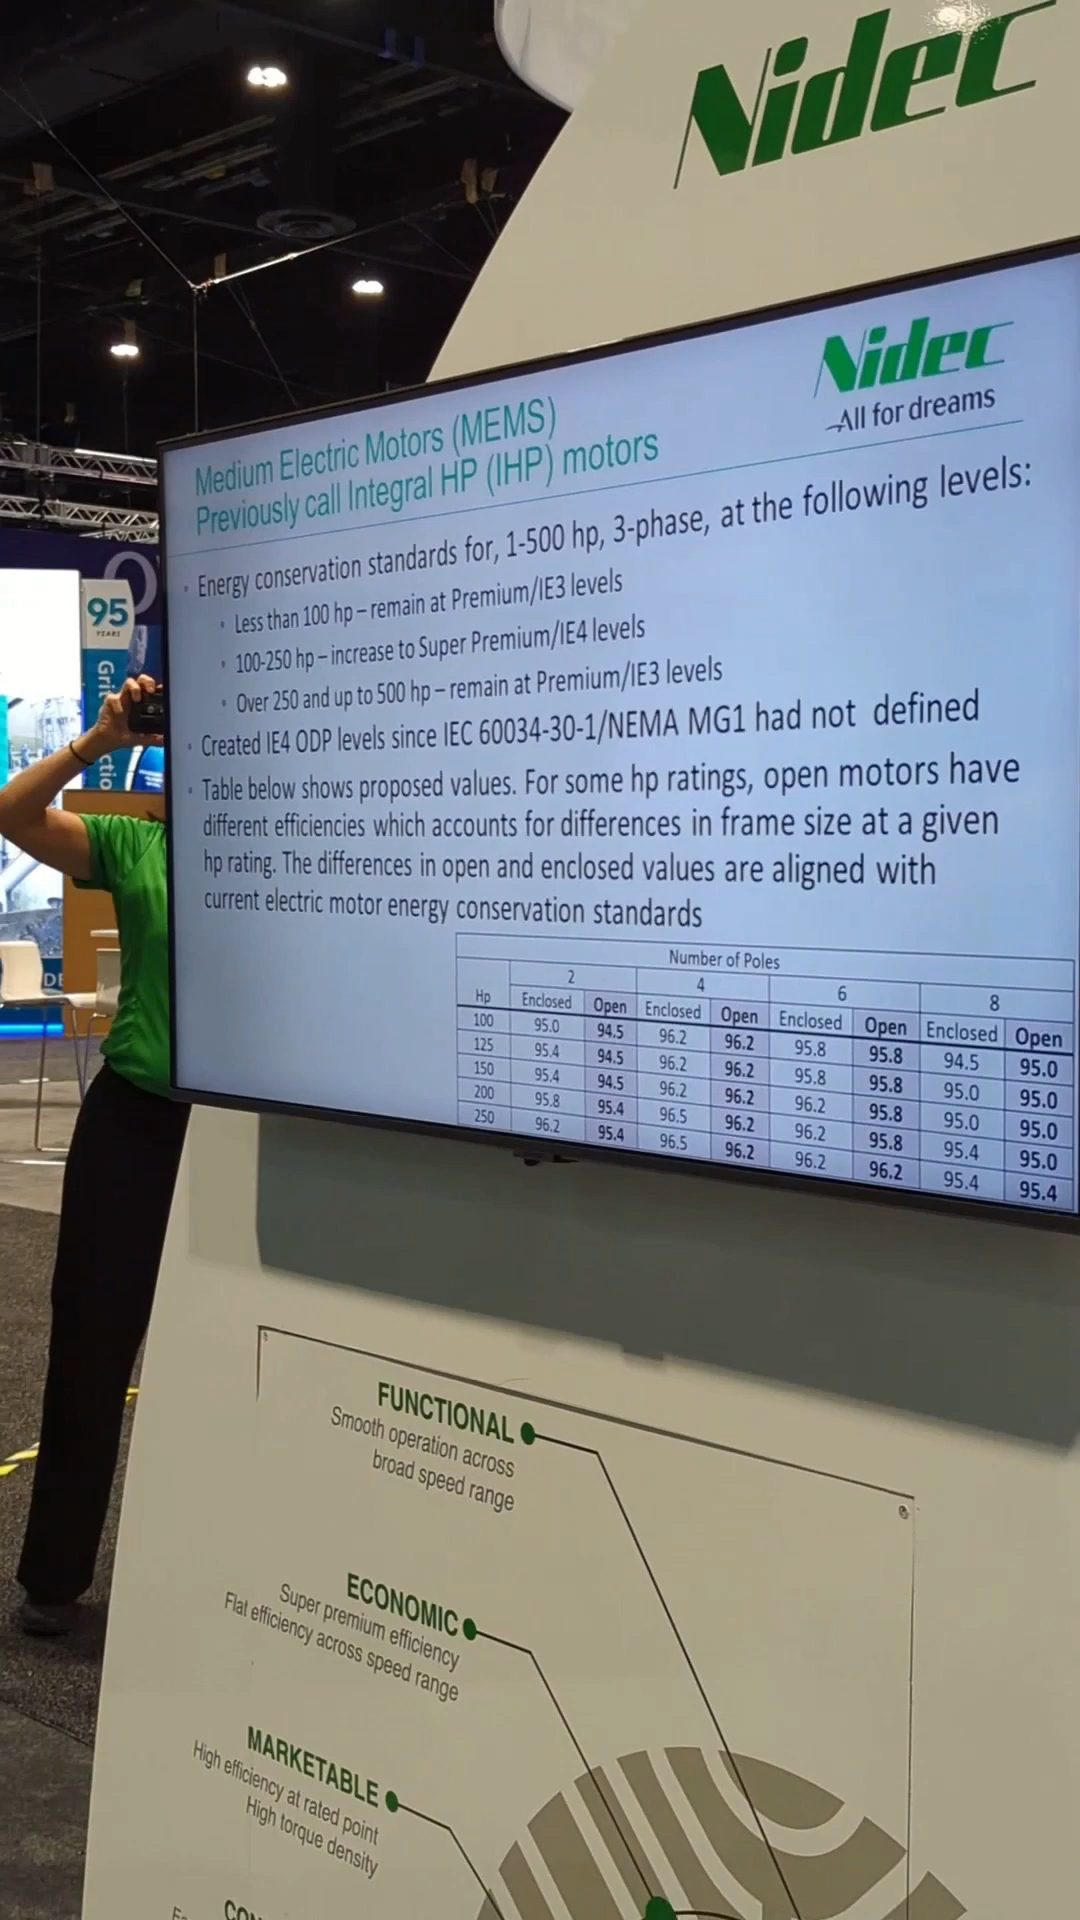 Nidec
Nidec
All for dreams
Medium Electric Motors (MEMS)
Previously call Integral HP (IHP) motors
Energy conservation standards for, 1-500 hp, 3-phase, at the following levels:
Less than 100 hp – remain at Premium/IE3 levels
100-250 hp – increase to Super Premium/IE4 levels
Over 250 and up to 500 hp – remain at Premium/IE3 levels
Created IE4 ODP levels since IEC 60034-30-1/NEMA MG1 had not defined
Table below shows proposed values. For some hp ratings, open motors have
different efficiencies which accounts for differences in frame size at a given
hp rating. The differences in open and enclosed values are aligned with
current electric motor energy conservation standards
Number of Poles
2 4 6 8
Hp Enclosed Open Enclosed Open Enclosed Open Enclosed Open
100 95.0 94.5 96.2 96.2 95.8 95.8 94.5 95.0
125 95.4 94.5 96.2 96.2 95.8 95.8 95.0 95.0
150 95.4 94.5 96.2 96.2 96.2 95.8 95.0 95.0
200 95.8 95.4 96.5 96.2 96.2 95.8 95.4 95.0
250 96.2 95.4 96.5 96.2 96.2 96.2 95.4 95.4
95
YEARS
FUNCTIONAL
Smooth operation across
broad speed range
ECONOMIC
Super premium efficiency
Flat efficiency across speed range
MARKETABLE
High efficiency at rated point
High torque density